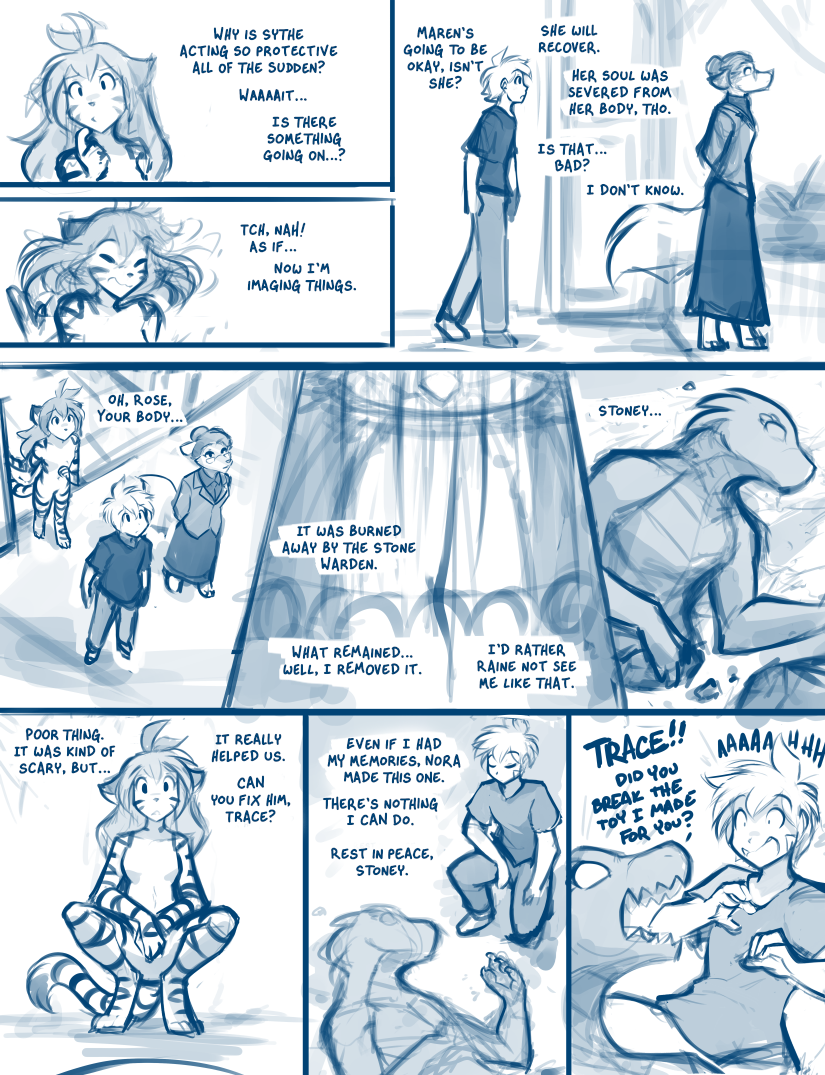 WHY IS SYTHE
ACTING SO PROTECTIVE
ALL OF THE SUDDEN?
WAAAAIT...
IS THERE
SOMETHING
GOING ON...?
TCH, NAH!
AS IF...
NOW I'M
IMAGING THINGS.
MAREN'S
GOING TO BE
OKAY, ISN'T
SHE?
SHE WILL
RECOVER.
HER SOUL WAS
SEVERED FROM
HER BODY, THO.
IS THAT...
BAD?
I DON'T KNOW.
OH, ROSE,
YOUR BODY...
IT WAS BURNED
AWAY BY THE STONE
WARDEN.
WHAT REMAINED...
WELL, I REMOVED IT.
I'D RATHER
RAINE NOT SEE
ME LIKE THAT.
STONEY...
POOR THING.
IT WAS KIND OF
SCARY, BUT...
IT REALLY
HELPED US.
CAN
YOU FIX HIM,
TRACE?
EVEN IF I HAD
MY MEMORIES, NORA
MADE THIS ONE.
THERE'S NOTHING
I CAN DO.
REST IN PEACE,
STONEY.
TRACE!!
DID YOU
BREAK THE
TOY I MADE
FOR YOU?
AAAAAHHH